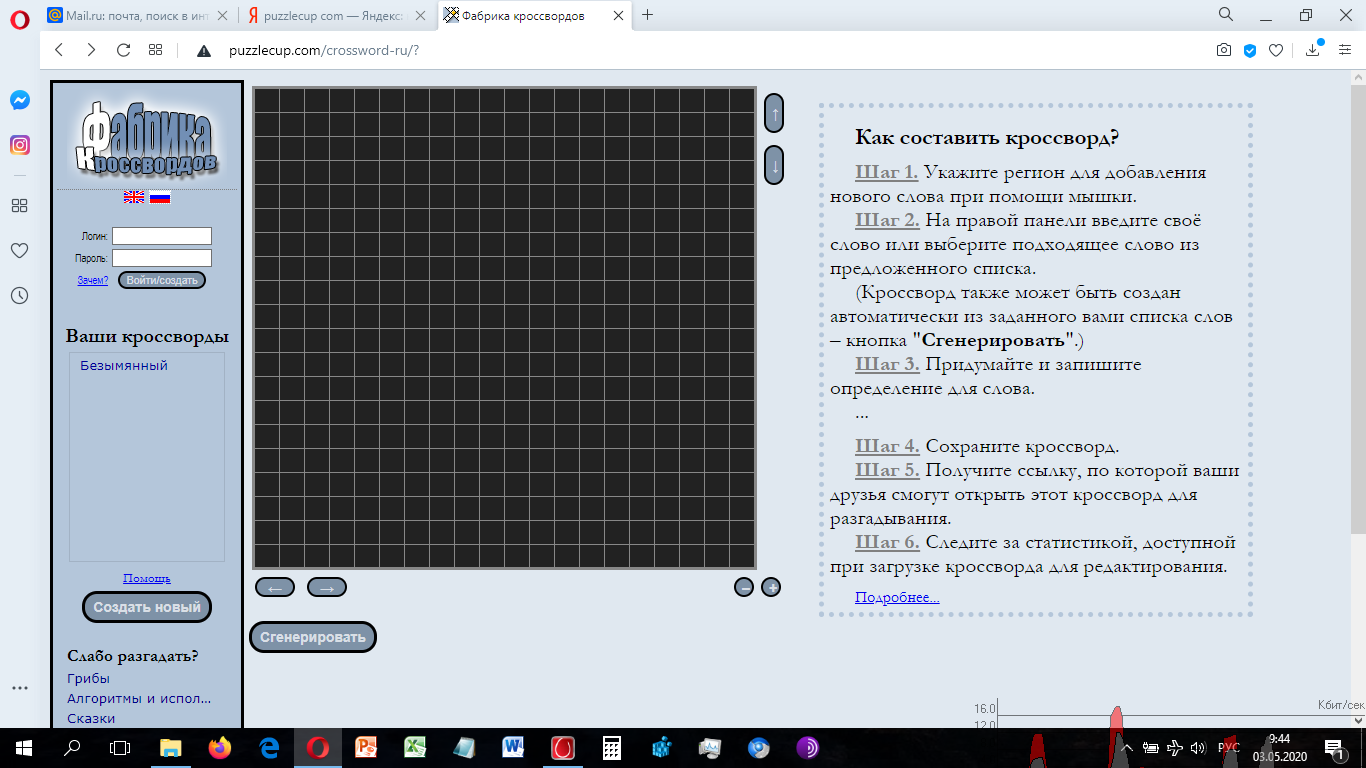 Mail.ru: почта, поиск в инт
puzzlecup com — Яндекс:
Фабрика кроссвордов
puzzlecup.com/crossword-ru/?
Фабрика
Кроссвордов
Логин:
Пароль:
Зачем?
Войти/создать
Ваши кроссворды
Безымянный
Помощь
Создать новый
Слабо разгадать?
Грибы
Алгоритмы и испол...
Сказки
↑
↓
← →
– +
Сгенерировать
Как составить кроссворд?
Шаг 1. Укажите регион для добавления
нового слова при помощи мышки.
Шаг 2. На правой панели введите своё
слово или выберите подходящее слово из
предложенного списка.
(Кроссворд также может быть создан
автоматически из заданного вами списка слов
– кнопка "Сгенерировать".)
Шаг 3. Придумайте и запишите
определение для слова.
...
Шаг 4. Сохраните кроссворд.
Шаг 5. Получите ссылку, по которой ваши
друзья смогут открыть этот кроссворд для
разгадывания.
Шаг 6. Следите за статистикой, доступной
при загрузке кроссворда для редактирования.
Подробнее...
16.0
Кбит/сек
12.0
РУС
9:44
03.05.2020
1